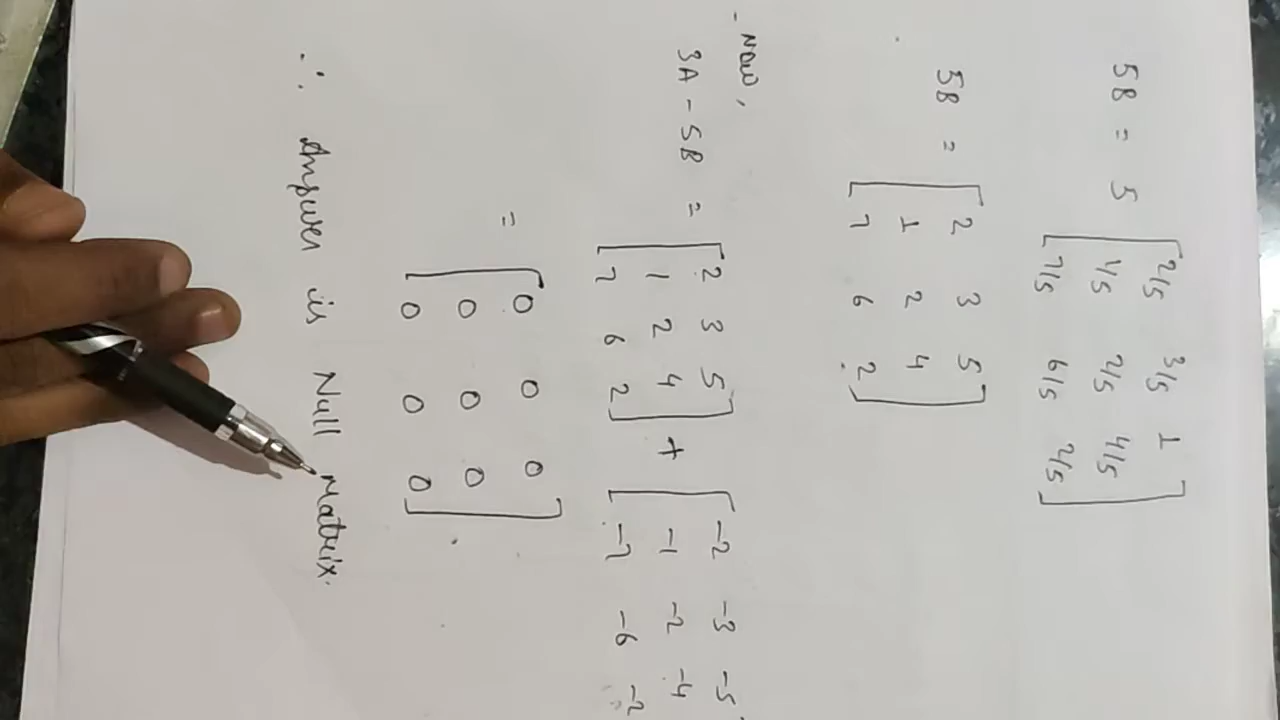 5B = 5 [ 2/5 3/5 1
1/5 2/5 4/5
7/5 6/5 2/5 ]
5B = [ 2 3 5
1 2 4
7 6 2 ]
- Now,
3A - 5B = [ 2 3 5
1 2 4
7 6 2 ] + [ -2 -3 -5
-1 -2 -4
-7 -6 -2
= [ 0 0 0
0 0 0
0 0 0 ]
∴ Answer is Null Matrix.